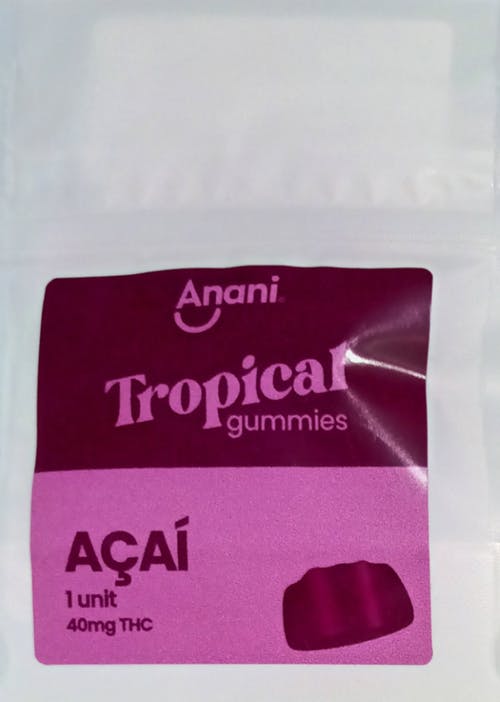 Anani
Tropical
gummies
AÇAÍ
1 unit
40mg THC